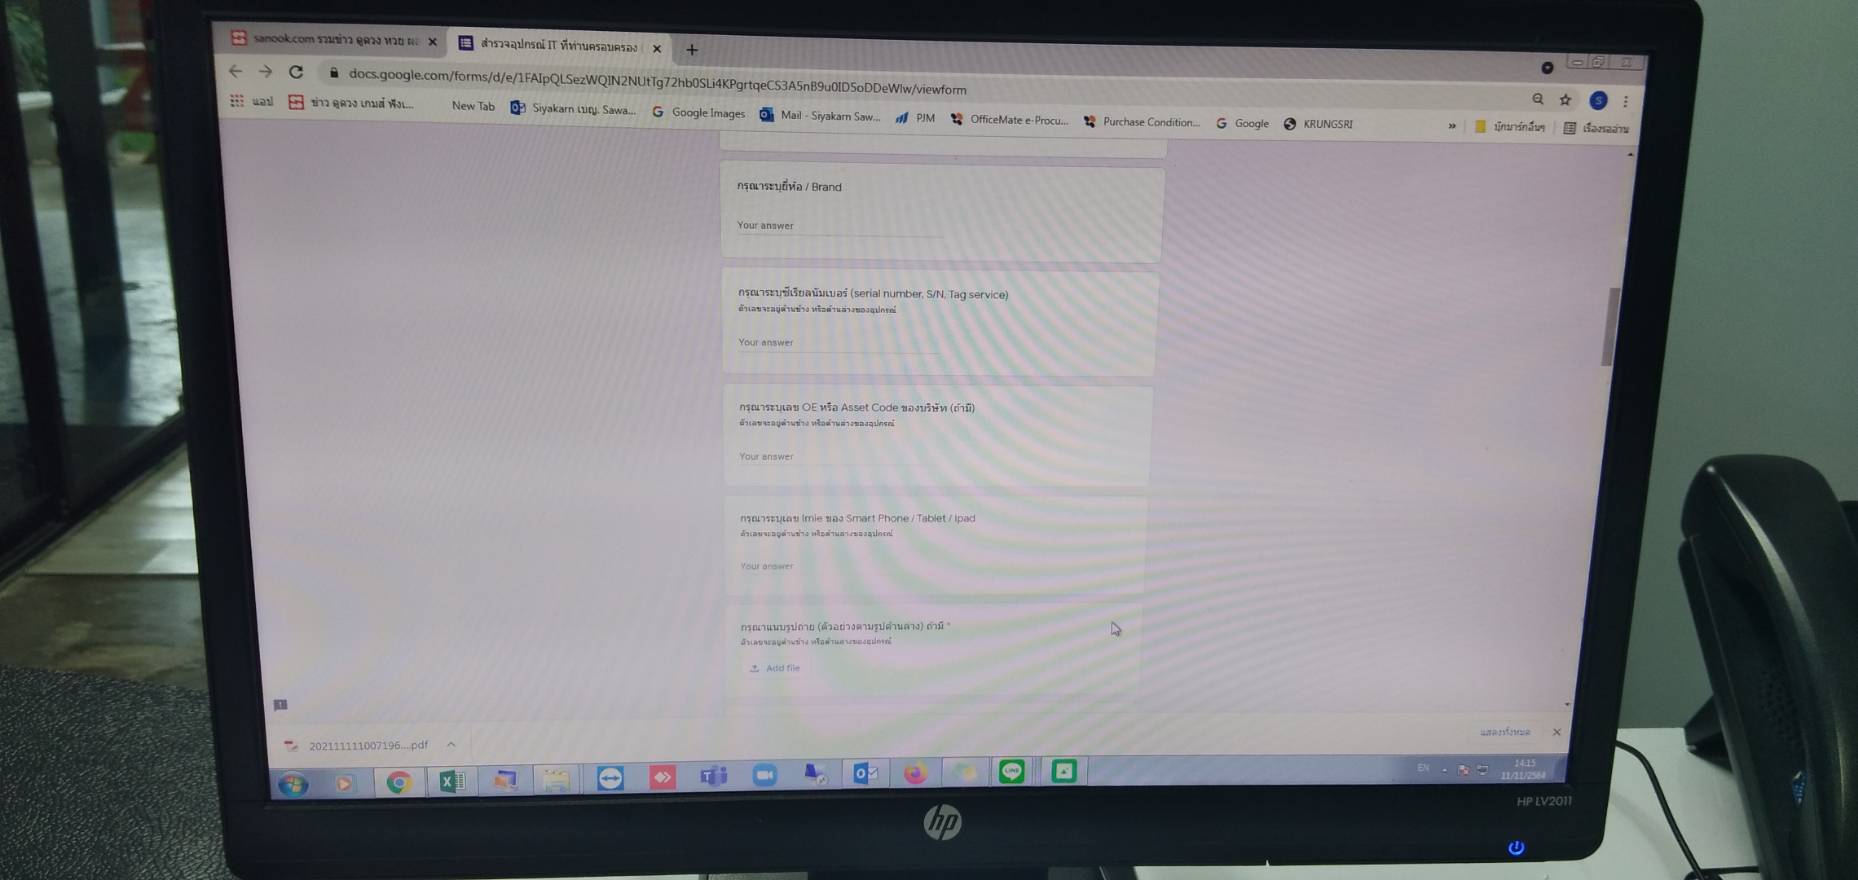 sanook.com รวมข่าว ดูดวง หวย
สำรวจอุปกรณ์ IT ที่ท่านครอบครอง
docs.google.com/forms/d/e/1FAIpQLSezWQIN2NUtTg72hb0SLi4KPgrtqeCS3A5nB9u0ID5oDDeWlw/viewform
แอป ข่าว ดูดวง เกมส์ ฟังเ... New Tab Siyakarn เบญ. Sawa... Google Images Mail - Siyakarn Saw... PJM OfficeMate e-Procu... Purchase Condition... Google KRUNGSRI » บุ๊กมาร์กอื่นๆ เรื่องรออ่าน
กรุณาระบุยี่ห้อ / Brand
Your answer
กรุณาระบุซีเรียลนัมเบอร์ (serial number, S/N, Tag service)
ตัวเลขจะอยู่ด้านข้าง หรือด้านล่างของอุปกรณ์
Your answer
กรุณาระบุเลข OE หรือ Asset Code ของบริษัท (ถ้ามี)
ตัวเลขจะอยู่ด้านข้าง หรือด้านล่างของอุปกรณ์
Your answer
กรุณาระบุเลข Imie ของ Smart Phone / Tablet / Ipad
ตัวเลขจะอยู่ด้านข้าง หรือด้านล่างของอุปกรณ์
Your answer
กรุณาแนบรูปถ่าย (ตัวอย่างตามรูปด้านล่าง) ถ้ามี *
ตัวเลขจะอยู่ด้านข้าง หรือด้านล่างของอุปกรณ์
Add file
202111111007196....pdf
แสดงทั้งหมด
EN
14:15
11/11/2564
LINE
hp
HP LV2011